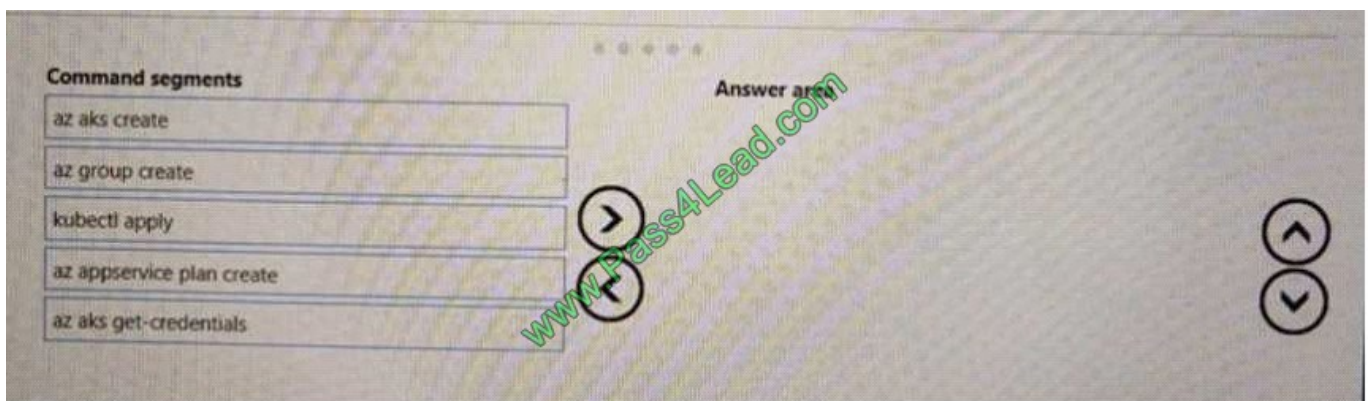 Command segments
Answer area
az aks create
az group create
kubectl apply
az appservice plan create
az aks get-credentials
www.Pass4Lead.com